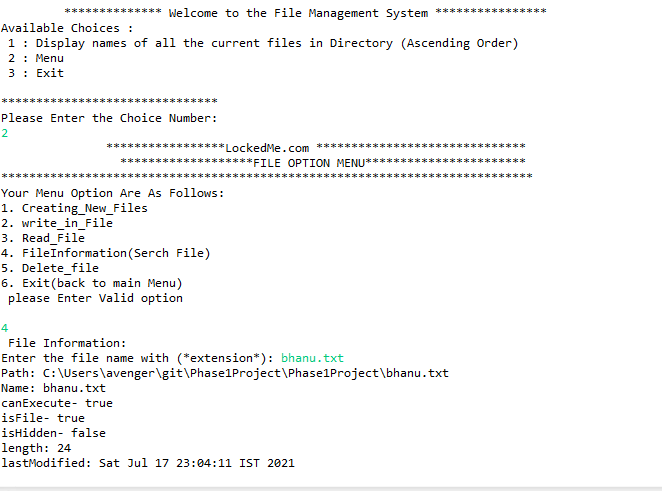 ************** Welcome to the File Management System ****************
Available Choices :
1 : Display names of all the current files in Directory (Ascending Order)
2 : Menu
3 : Exit
*******************************
Please Enter the Choice Number:
2
*****************LockedMe.com ******************************
*******************FILE OPTION MENU***********************
****************************************************************************
Your Menu Option Are As Follows:
1. Creating_New_Files
2. write_in_File
3. Read_File
4. FileInformation(Serch File)
5. Delete_file
6. Exit(back to main Menu)
please Enter Valid option
4
File Information:
Enter the file name with (*extension*): bhanu.txt
Path: C:\Users\avenger\git\Phase1Project\Phase1Project\bhanu.txt
Name: bhanu.txt
canExecute- true
isFile- true
isHidden- false
length: 24
lastModified: Sat Jul 17 23:04:11 IST 2021